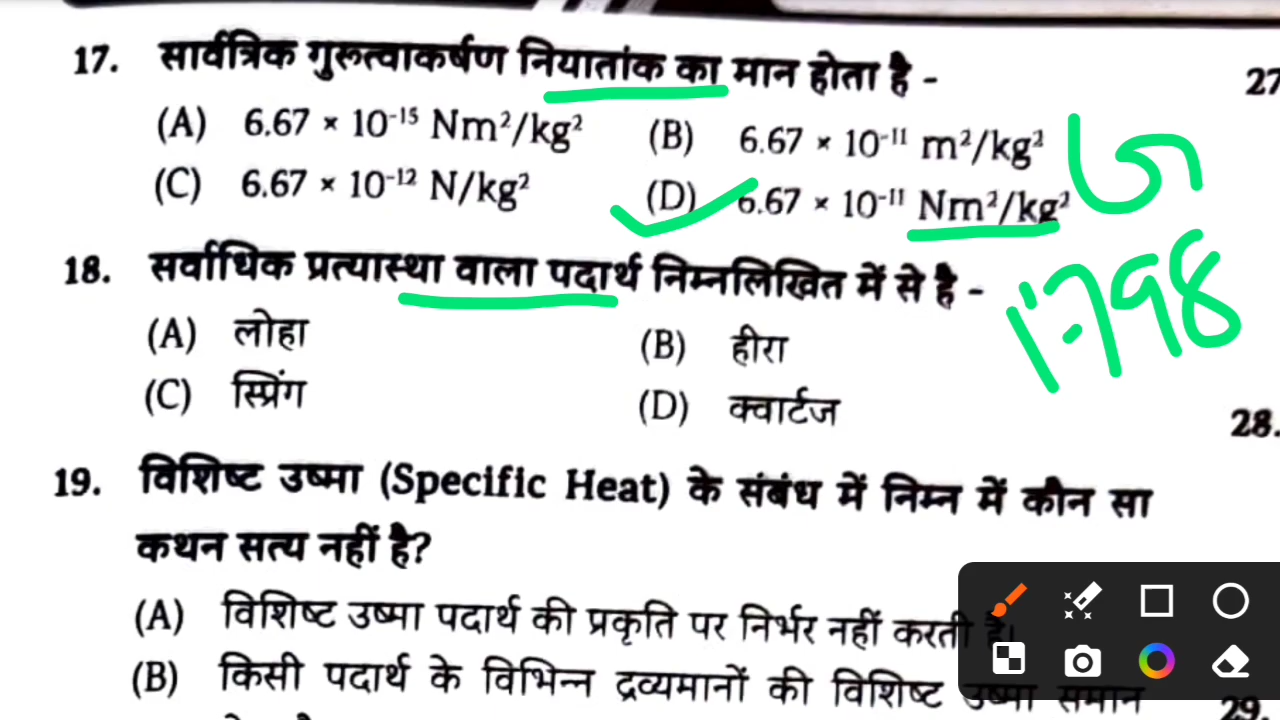 17. सार्वत्रिक गुरूत्वाकर्षण नियातांक का मान होता है -
27
(A) 6.67 × 10⁻¹⁵ Nm²/kg²
(B) 6.67 × 10⁻¹¹ m²/kg²
(C) 6.67 × 10⁻¹² N/kg²
(D) 6.67 × 10⁻¹¹ Nm²/kg²
G
1798
18. सर्वाधिक प्रत्यास्था वाला पदार्थ निम्नलिखित में से है -
(A) लोहा
(B) हीरा
(C) स्प्रिंग
(D) क्वार्टज
28.
19. विशिष्ट उष्मा (Specific Heat) के संबंध में निम्न में कौन सा
कथन सत्य नहीं है?
(A) विशिष्ट उष्मा पदार्थ की प्रकृति पर निर्भर नहीं करती है।
(B) किसी पदार्थ के विभिन्न द्रव्यमानों की विशिष्ट उष्मा समान
29.